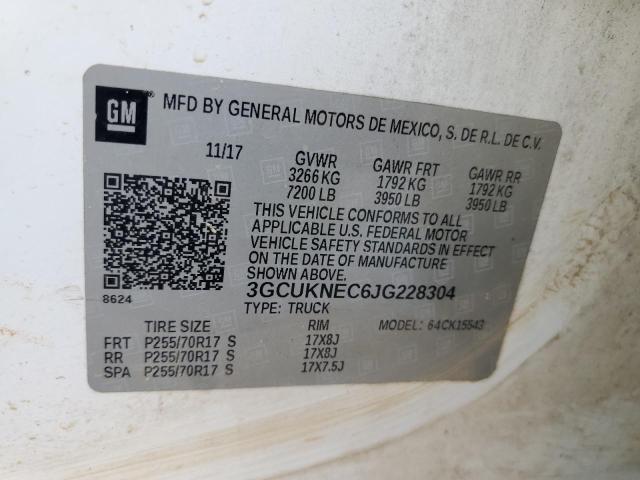 GM
MFD BY GENERAL MOTORS DE MEXICO, S. DE R.L. DE C.V.
11/17 GVWR GAWR FRT GAWR RR
3266 KG 1792 KG 1792 KG
7200 LB 3950 LB 3950 LB
THIS VEHICLE CONFORMS TO ALL
APPLICABLE U.S. FEDERAL MOTOR
VEHICLE SAFETY STANDARDS IN EFFECT
ON THE DATE OF MANUFACTURE
SHOWN ABOVE.
8624 3GCUKNEC6JG228304
TYPE: TRUCK
TIRE SIZE RIM MODEL: 64CK15543
FRT P255/70R17 S 17X8J
RR P255/70R17 S 17X8J
SPA P255/70R17 S 17X7.5J